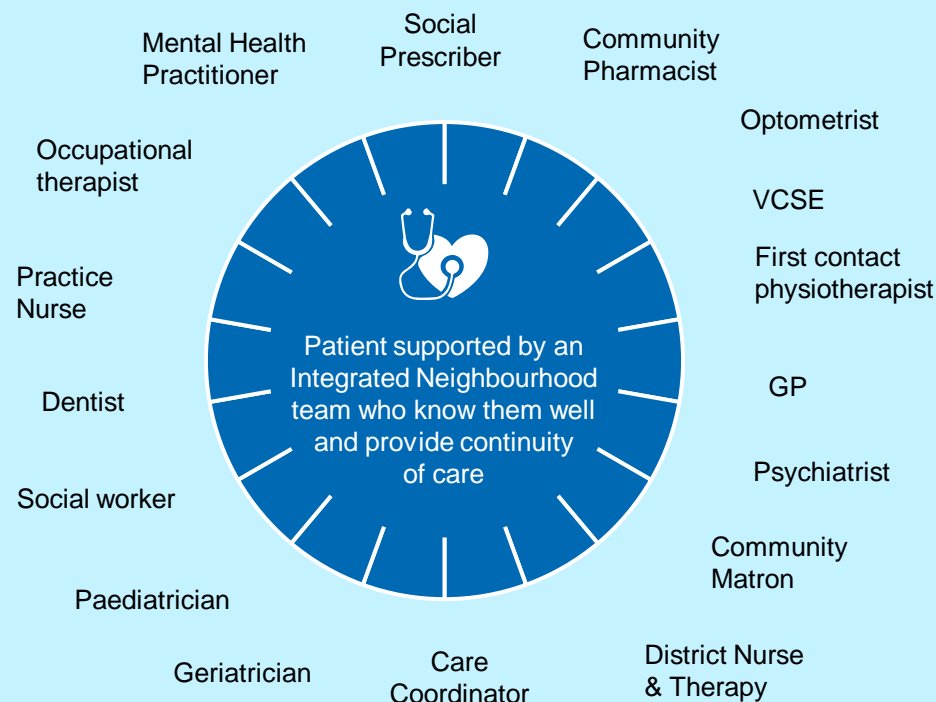 Social
Prescriber
Community
Pharmacist
Optometrist
VCSE
First contact
physiotherapist
GP
Psychiatrist
Community
Matron
District Nurse
& Therapy
Care
Coordinator
Geriatrician
Paediatrician
Social worker
Dentist
Practice
Nurse
Occupational
therapist
Mental Health
Practitioner
Patient supported by an
Integrated Neighbourhood
team who know them well
and provide continuity
of care